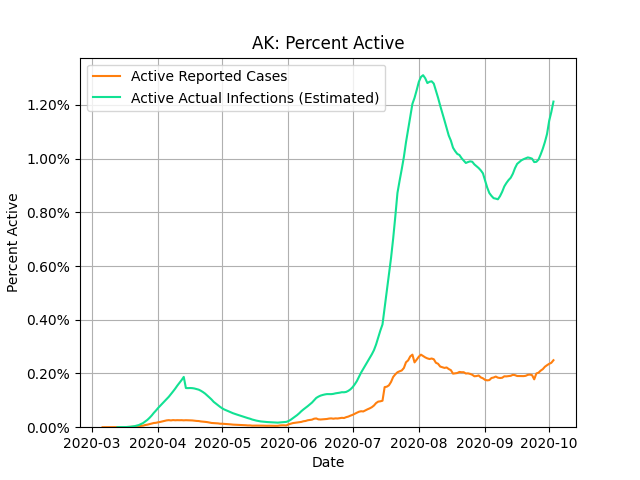 AK: Percent Active
Active Reported Cases
Active Actual Infections (Estimated)
Percent Active
1.20%
1.00%
0.80%
0.60%
0.40%
0.20%
0.00%
2020-03 2020-04 2020-05 2020-06 2020-07 2020-08 2020-09 2020-10
Date